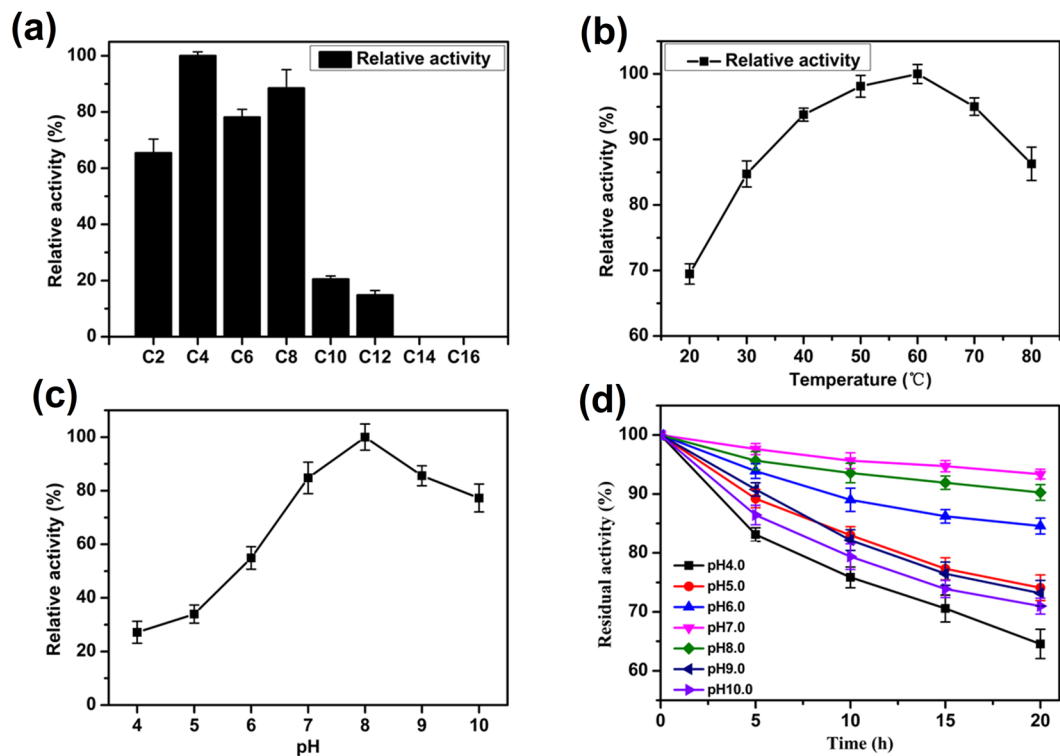 (a)
Relative activity
Relative activity (%)
100
80
60
40
20
0
C2 C4 C6 C8 C10 C12 C14 C16
(b)
Relative activity
Relative activity (%)
100
90
80
70
60
20 30 40 50 60 70 80
Temperature (℃)
(c)
Relative activity (%)
100
80
60
40
20
0
4 5 6 7 8 9 10
pH
(d)
Residual activity (%)
100
90
80
70
60
pH4.0
pH5.0
pH6.0
pH7.0
pH8.0
pH9.0
pH10.0
0 5 10 15 20
Time (h)